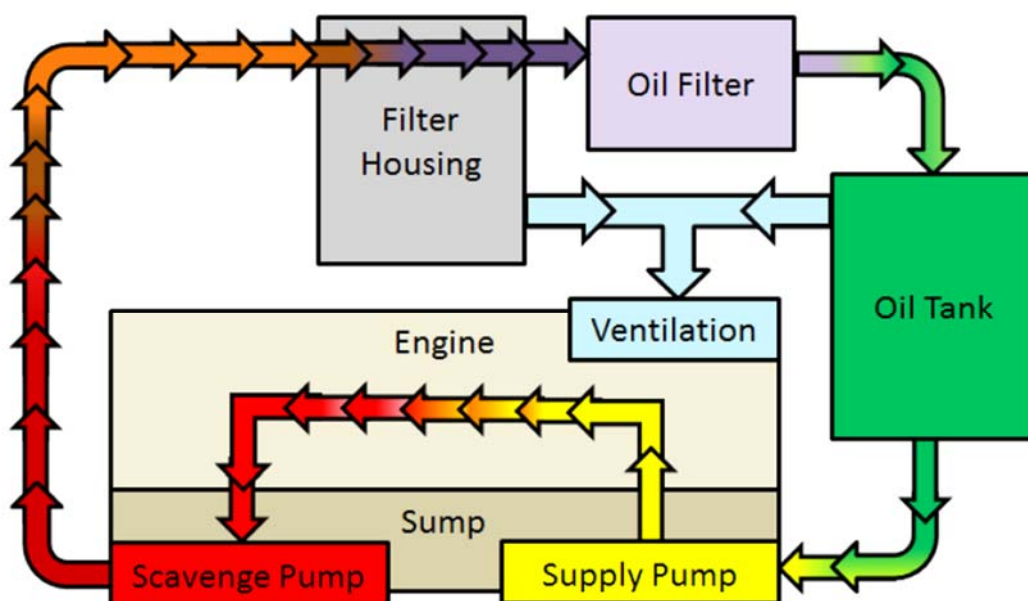 Filter
Housing
Oil Filter
Oil Tank
Ventilation
Engine
Sump
Scavenge Pump
Supply Pump